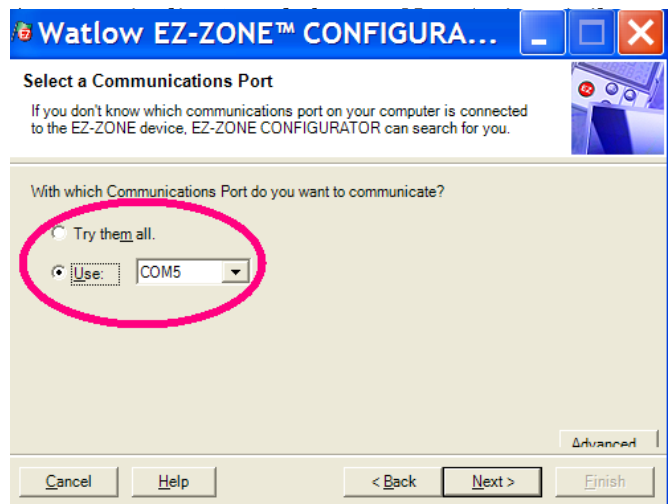 Watlow EZ-ZONE™ CONFIGURA...
Select a Communications Port
If you don't know which communications port on your computer is connected
to the EZ-ZONE device, EZ-ZONE CONFIGURATOR can search for you.
With which Communications Port do you want to communicate?
Try them all.
Use: COM5
Advanced
Cancel Help < Back Next > Finish